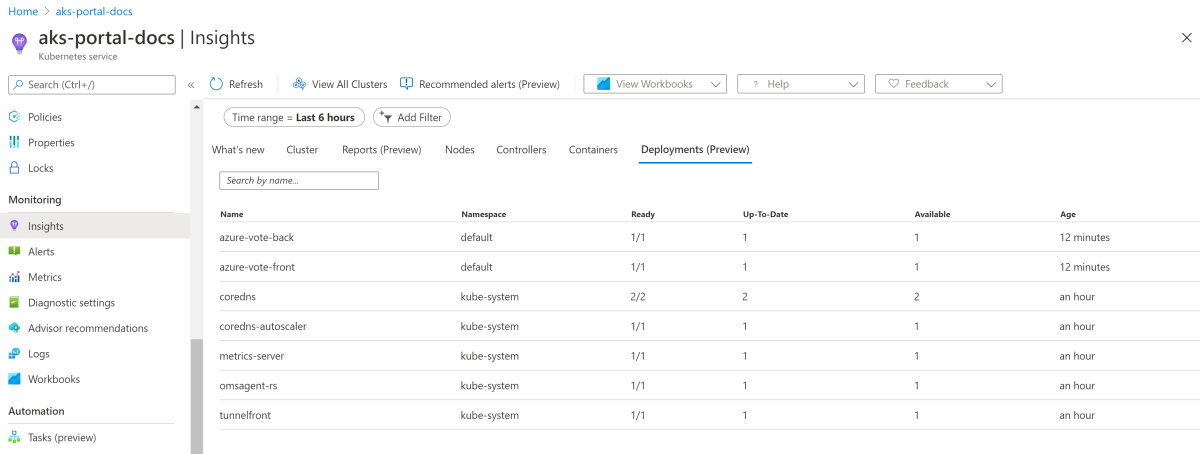 Home > aks-portal-docs
aks-portal-docs | Insights
Kubernetes service
Search (Ctrl+/)
«
Refresh
View All Clusters
Recommended alerts (Preview)
View Workbooks
? Help
Feedback
Policies
Properties
Locks
Monitoring
Insights
Alerts
Metrics
Diagnostic settings
Advisor recommendations
Logs
Workbooks
Automation
Tasks (preview)
Time range = Last 6 hours
Add Filter
What's new Cluster Reports (Preview) Nodes Controllers Containers Deployments (Preview)
Search by name...
Name Namespace Ready Up-To-Date Available Age
azure-vote-back default 1/1 1 1 12 minutes
azure-vote-front default 1/1 1 1 12 minutes
coredns kube-system 2/2 2 2 an hour
coredns-autoscaler kube-system 1/1 1 1 an hour
metrics-server kube-system 1/1 1 1 an hour
omsagent-rs kube-system 1/1 1 1 an hour
tunnelfront kube-system 1/1 1 1 an hour